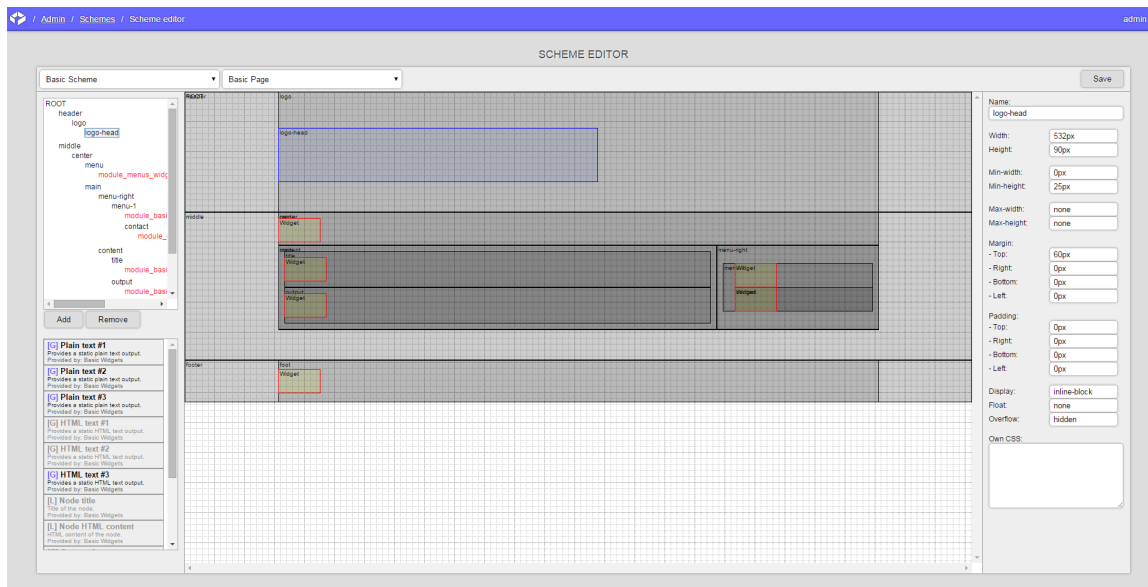 / Admin / Schemes / Scheme editor
admin
SCHEME EDITOR
Basic Scheme
Basic Page
Save
ROOT
header
logo
logo-head
middle
center
menu
module_menus_widg
main
menu-right
menu-1
module_basi
contact
module_
content
title
module_basi
output
module_basi
Add
Remove
[G] Plain text #1
Provides a static plain text output.
Provided by: Basic Widgets
[G] Plain text #2
Provides a static plain text output.
Provided by: Basic Widgets
[G] Plain text #3
Provides a static plain text output.
Provided by: Basic Widgets
[G] HTML text #1
Provides a static HTML text output.
Provided by: Basic Widgets
[G] HTML text #2
Provides a static HTML text output.
Provided by: Basic Widgets
[G] HTML text #3
Provides a static HTML text output.
Provided by: Basic Widgets
[L] Node title
Title of the node.
Provided by: Basic Widgets
[L] Node HTML content
HTML content of the node.
Provided by: Basic Widgets
logo
logo-head
middle
Widget
title
Widget
output
Widget
menu-right
Widget
Widget
footer
foot
Widget
Name:
logo-head
Width: 532px
Height: 90px
Min-width: 0px
Min-height: 25px
Max-width: none
Max-height: none
Margin:
- Top: 60px
- Right: 0px
- Bottom: 0px
- Left: 0px
Padding:
- Top: 0px
- Right: 0px
- Bottom: 0px
- Left: 0px
Display: inline-block
Float: none
Overflow: hidden
Own CSS: